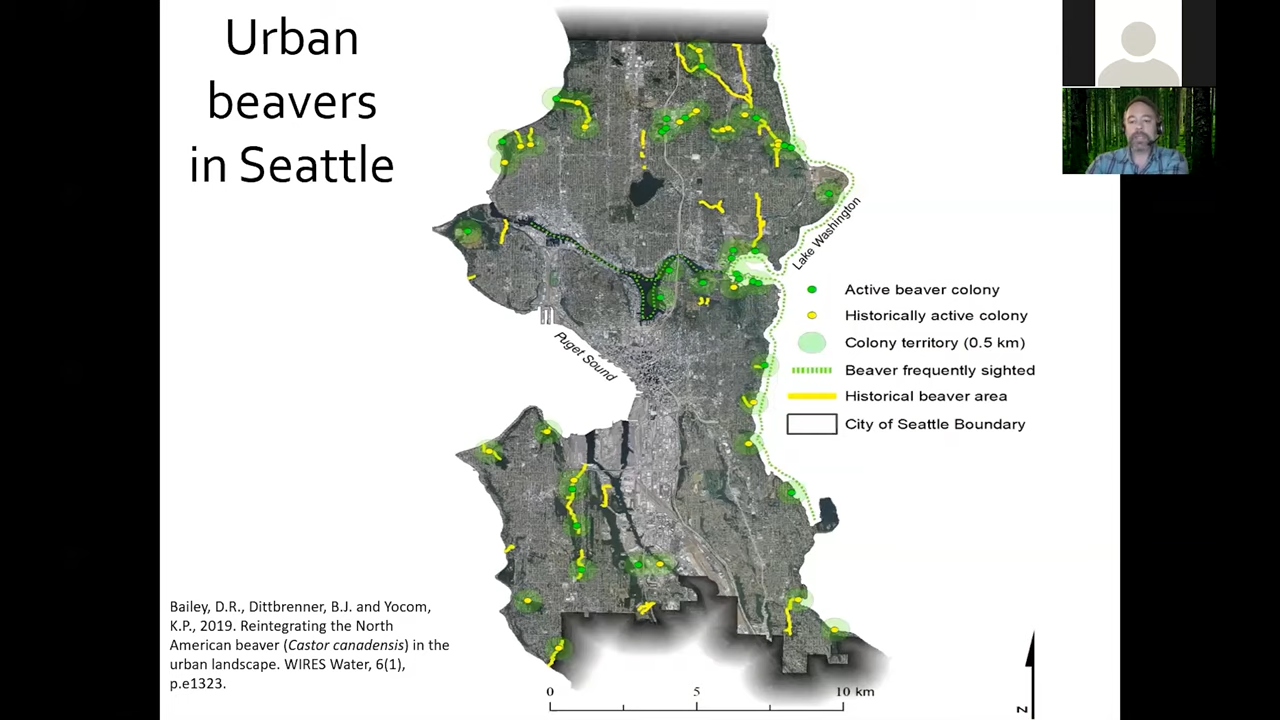 Urban
beavers
in Seattle
Lake Washington
Puget Sound
Active beaver colony
Historically active colony
Colony territory (0.5 km)
Beaver frequently sighted
Historical beaver area
City of Seattle Boundary
Bailey, D.R., Dittbrenner, B.J. and Yocom,
K.P., 2019. Reintegrating the North
American beaver (Castor canadensis) in the
urban landscape. WIRES Water, 6(1),
p.e1323.
0 5 10 km
N